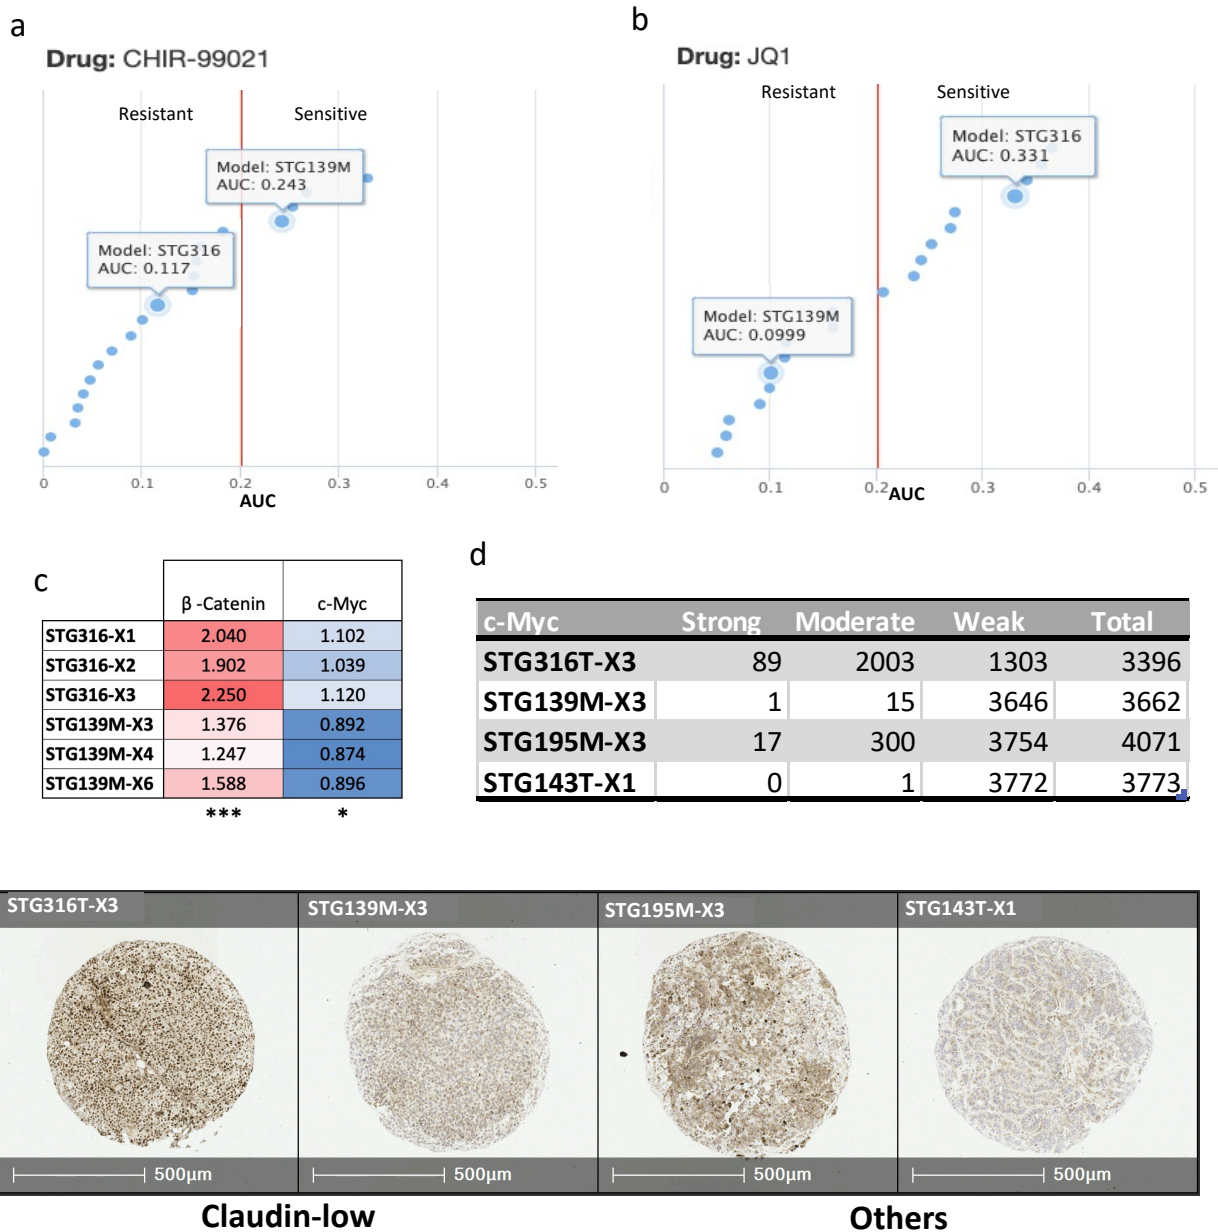 a
Drug: CHIR-99021
Resistant Sensitive
Model: STG139M
AUC: 0.243
Model: STG316
AUC: 0.117
0 0.1 0.2 0.3 0.4 0.5
AUC
b
Drug: JQ1
Resistant Sensitive
Model: STG316
AUC: 0.331
Model: STG139M
AUC: 0.0999
0 0.1 0.2 0.3 0.4 0.5
AUC
c
β -Catenin c-Myc
STG316-X1 2.040 1.102
STG316-X2 1.902 1.039
STG316-X3 2.250 1.120
STG139M-X3 1.376 0.892
STG139M-X4 1.247 0.874
STG139M-X6 1.588 0.896
*** *
d
c-Myc Strong Moderate Weak Total
STG316T-X3 89 2003 1303 3396
STG139M-X3 1 15 3646 3662
STG195M-X3 17 300 3754 4071
STG143T-X1 0 1 3772 3773
STG316T-X3 STG139M-X3 STG195M-X3 STG143T-X1
500μm 500μm 500μm 500μm
Claudin-low Others